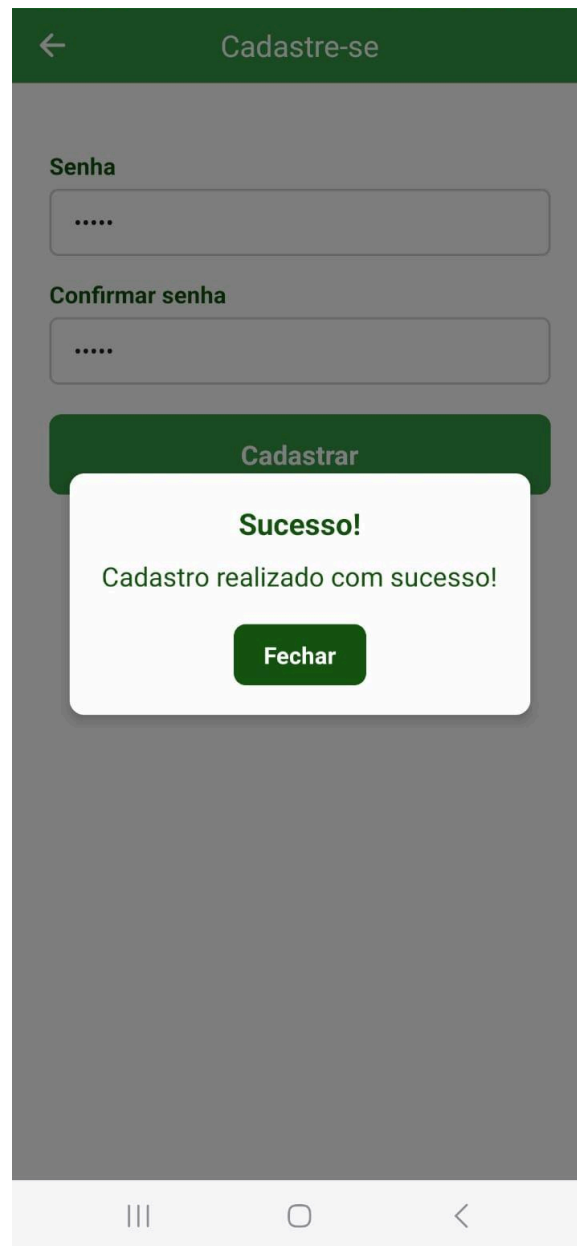 Cadastre-se
Senha
•••••
Confirmar senha
•••••
Cadastrar
Sucesso!
Cadastro realizado com sucesso!
Fechar